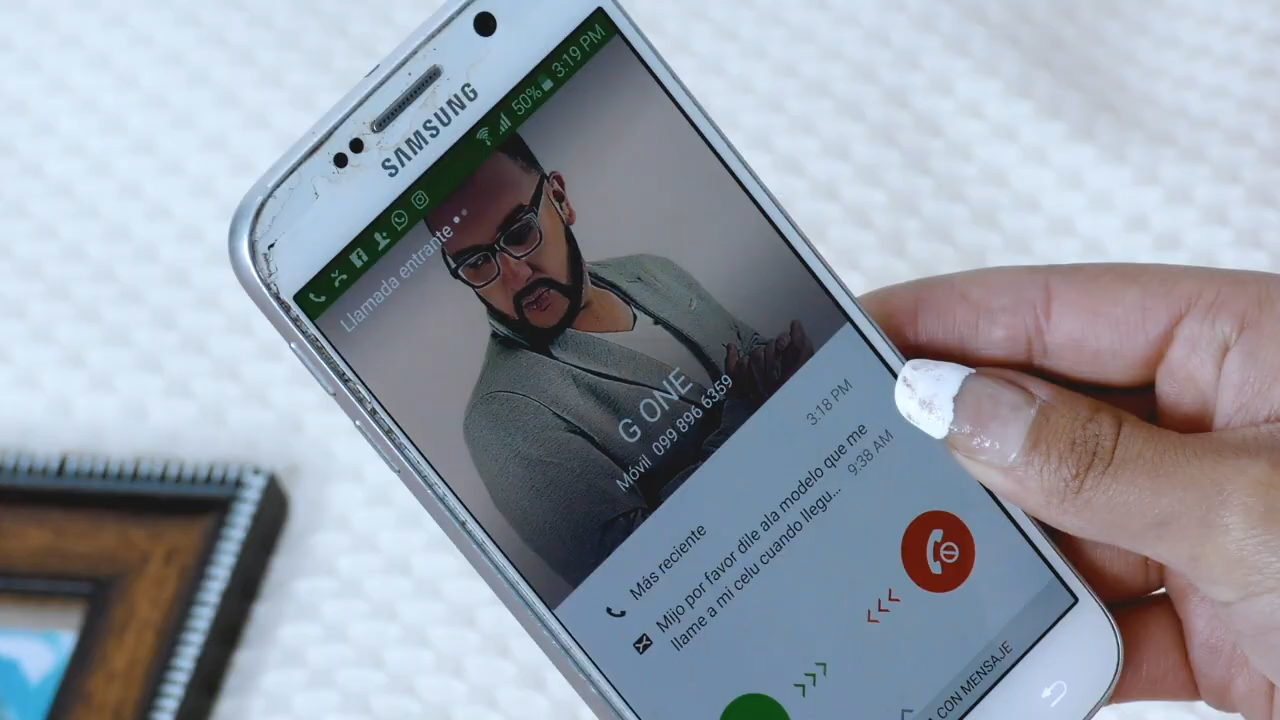 SAMSUNG
50% 3:19 PM
Llamada entrante
G ONE
Móvil 099 896 6359
Más reciente 3:18 PM
Mijo por favor dile ala modelo que me
llame a mi celu cuando llegu... 9:38 AM
CON MENSAJE